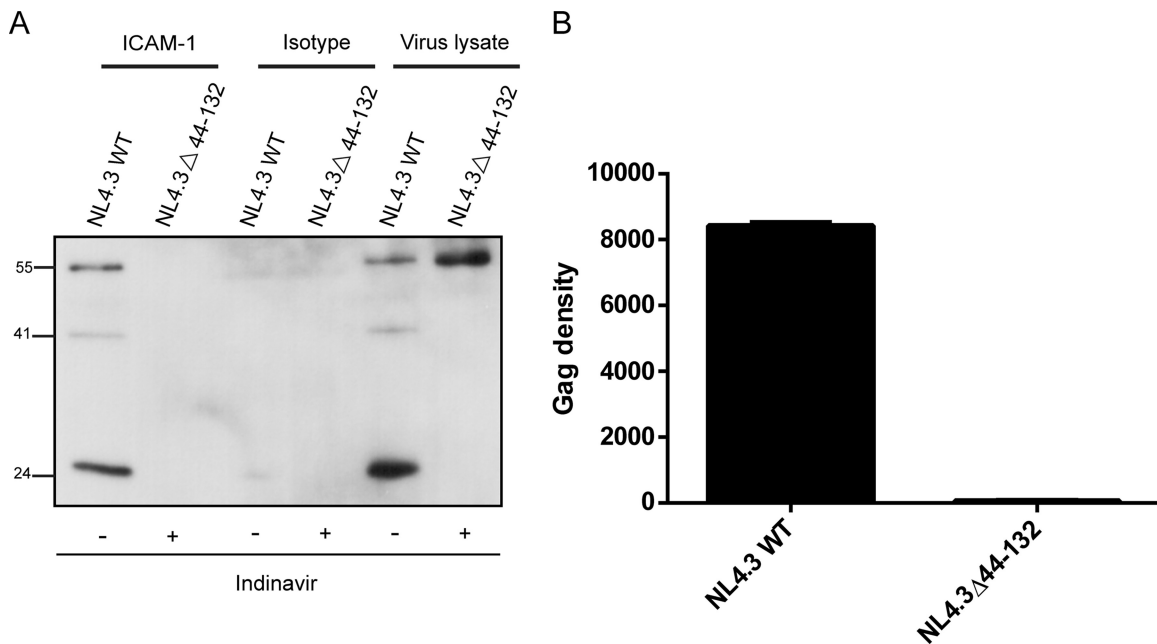 A
ICAM-1 Isotype Virus lysate
NL4.3 WT NL4.3△ 44-132 NL4.3 WT NL4.3△ 44-132 NL4.3 WT NL4.3△ 44-132
55
41
24
- + - + - +
Indinavir
B
Gag density
10000
8000
6000
4000
2000
0
NL4.3 WT NL4.3△44-132